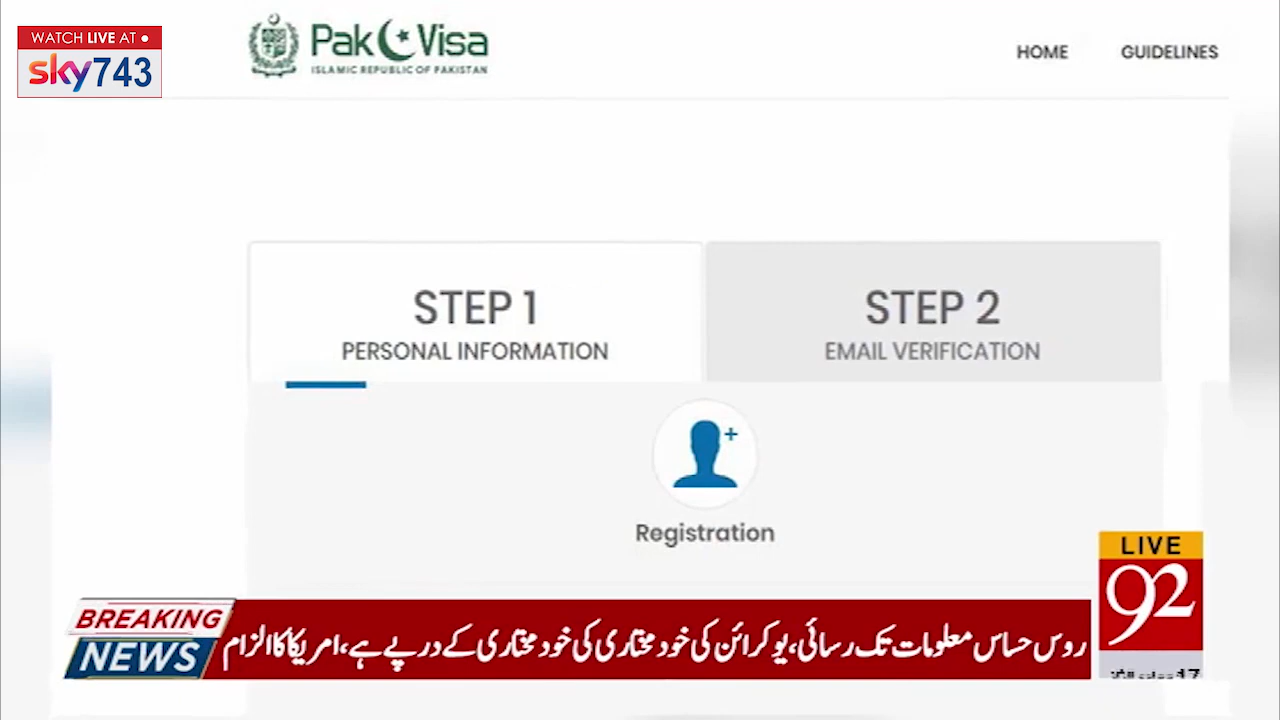 WATCH LIVE AT
sky743
Pak Visa
ISLAMIC REPUBLIC OF PAKISTAN
HOME
GUIDELINES
STEP 1
PERSONAL INFORMATION
STEP 2
EMAIL VERIFICATION
Registration
LIVE
92
17
BREAKING
NEWS
روس حساس معلومات تک رسائی، یوکرائن کی خود مختاری کی خود مختاری کے درپے ہے، امریکا کا الزام